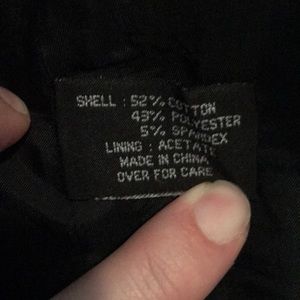 SHELL : 52% COTTON
43% POLYESTER
5% SPANDEX
LINING : ACETATE
MADE IN CHINA
OVER FOR CARE